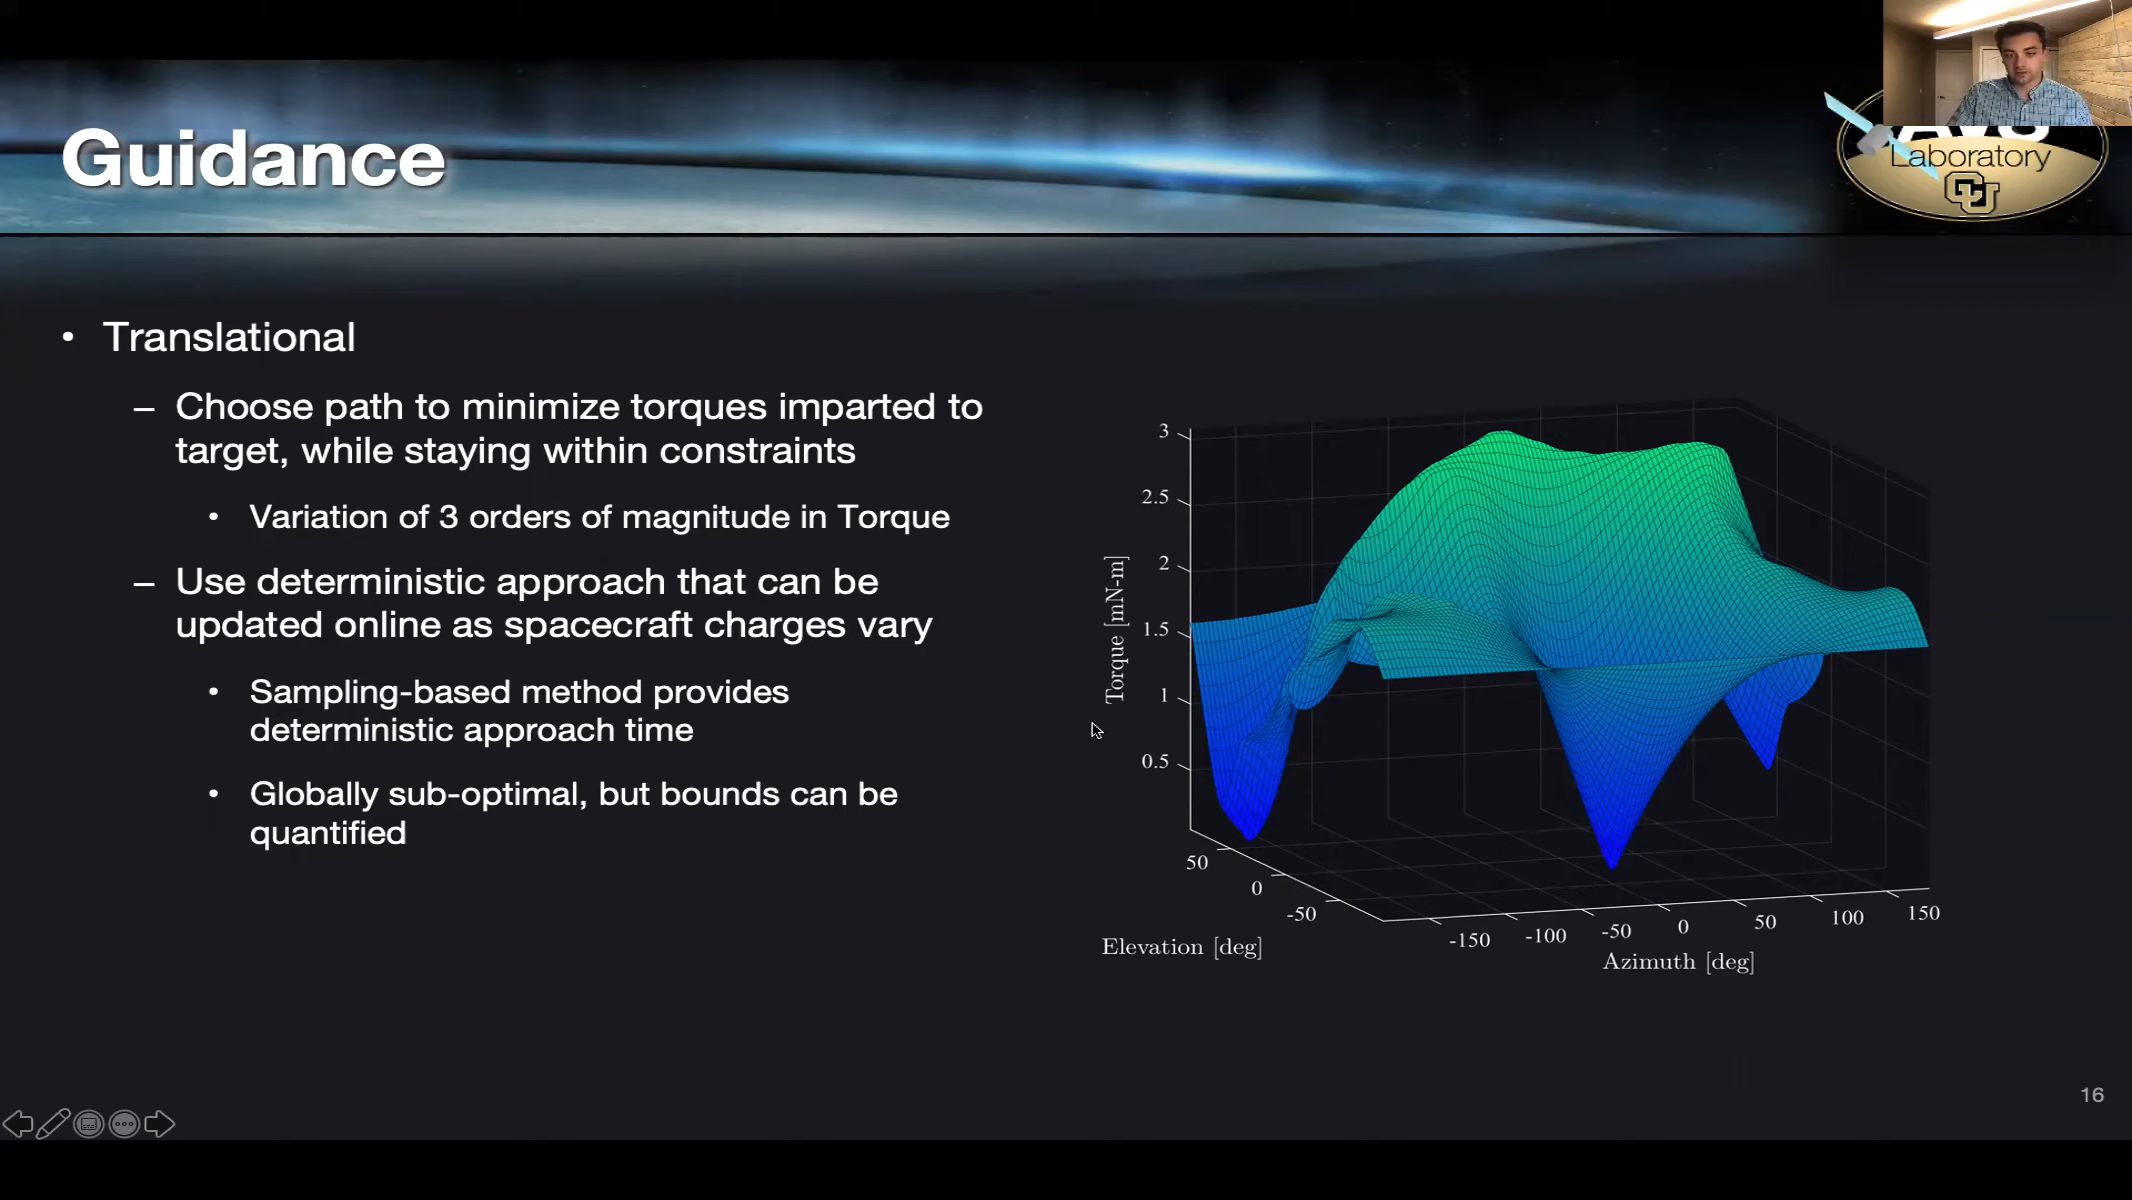 Guidance
AVS
Laboratory
CU
• Translational
– Choose path to minimize torques imparted to
target, while staying within constraints
• Variation of 3 orders of magnitude in Torque
– Use deterministic approach that can be
updated online as spacecraft charges vary
• Sampling-based method provides
deterministic approach time
• Globally sub-optimal, but bounds can be
quantified
Torque [mN-m]
3
2.5
2
1.5
1
0.5
50
0
-50
Elevation [deg]
-150
-100
-50
0
50
100
150
Azimuth [deg]
16